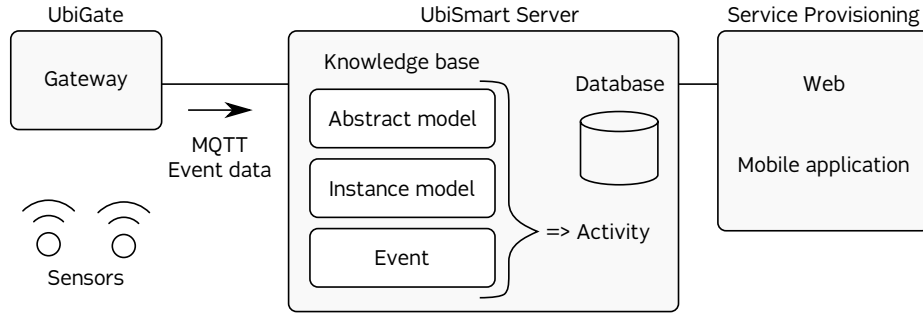 UbiGate
Gateway
MQTT
Event data
Sensors
UbiSmart Server
Knowledge base
Abstract model
Instance model
Event
=> Activity
Database
Service Provisioning
Web
Mobile application